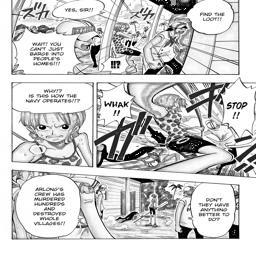 YES, SIR!!
FIND THE
LOOT!!
WAIT! YOU
CAN'T JUST
BARGE INTO
PEOPLE'S
HOMES!!
!!?
WHY!?
IS THIS HOW THE
NAVY OPERATES!!?
WHAK
!!
STOP
!!
ARLONG'S
CREW HAS
MURDERED
HUNDREDS
AND
DESTROYED
WHOLE
VILLAGES!!
DON'T
THEY HAVE
ANYTHING
BETTER TO
DO?